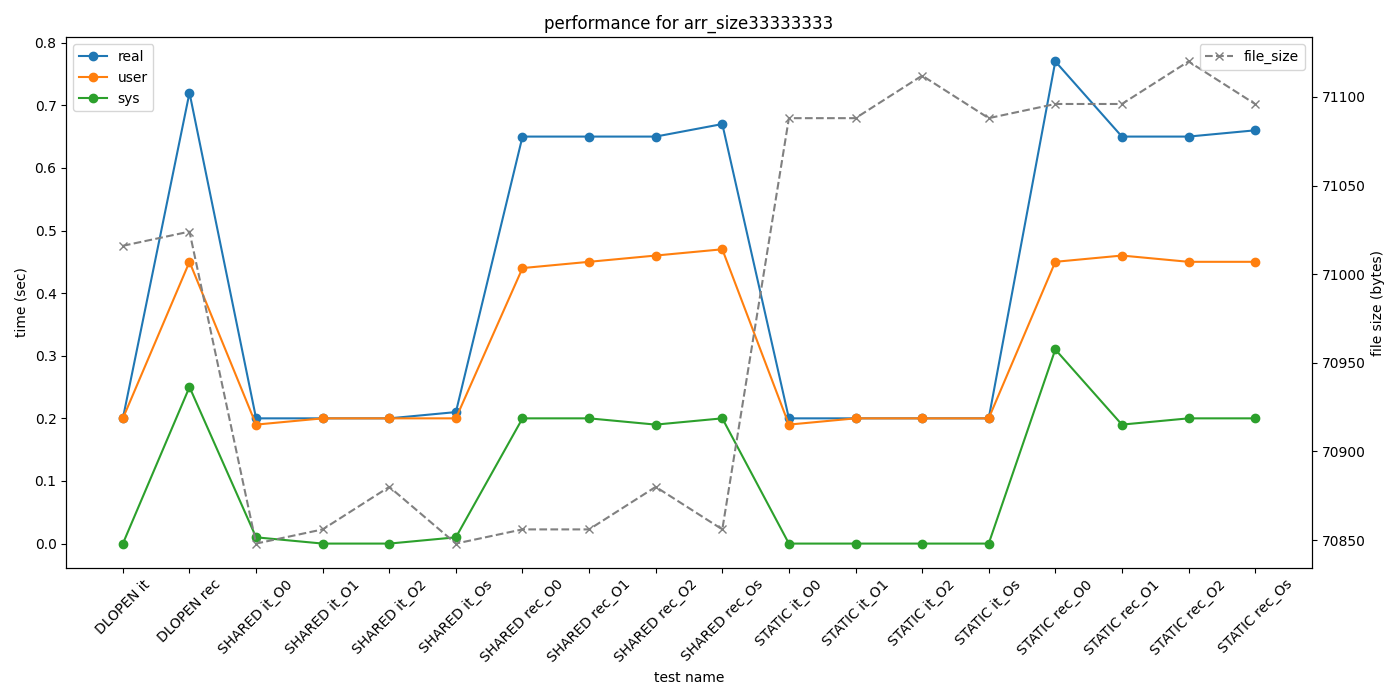 performance for arr_size33333333
real
user
sys
file_size
time (sec)
0.8
0.7
0.6
0.5
0.4
0.3
0.2
0.1
0.0
71100
71050
71000
70950
70900
70850
file size (bytes)
DLOPEN it
DLOPEN rec
SHARED it_O0
SHARED it_O1
SHARED it_O2
SHARED it_Os
SHARED rec_O0
SHARED rec_O1
SHARED rec_O2
SHARED rec_Os
STATIC it_O0
STATIC it_O1
STATIC it_O2
STATIC it_Os
STATIC rec_O0
STATIC rec_O1
STATIC rec_O2
STATIC rec_Os
test name